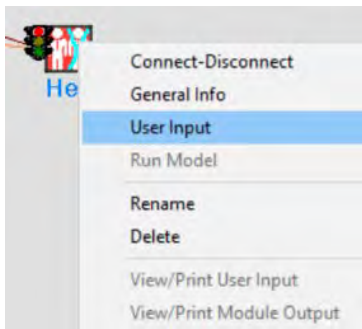 He
Connect-Disconnect
General Info
User Input
Run Model
Rename
Delete
View/Print User Input
View/Print Module Output